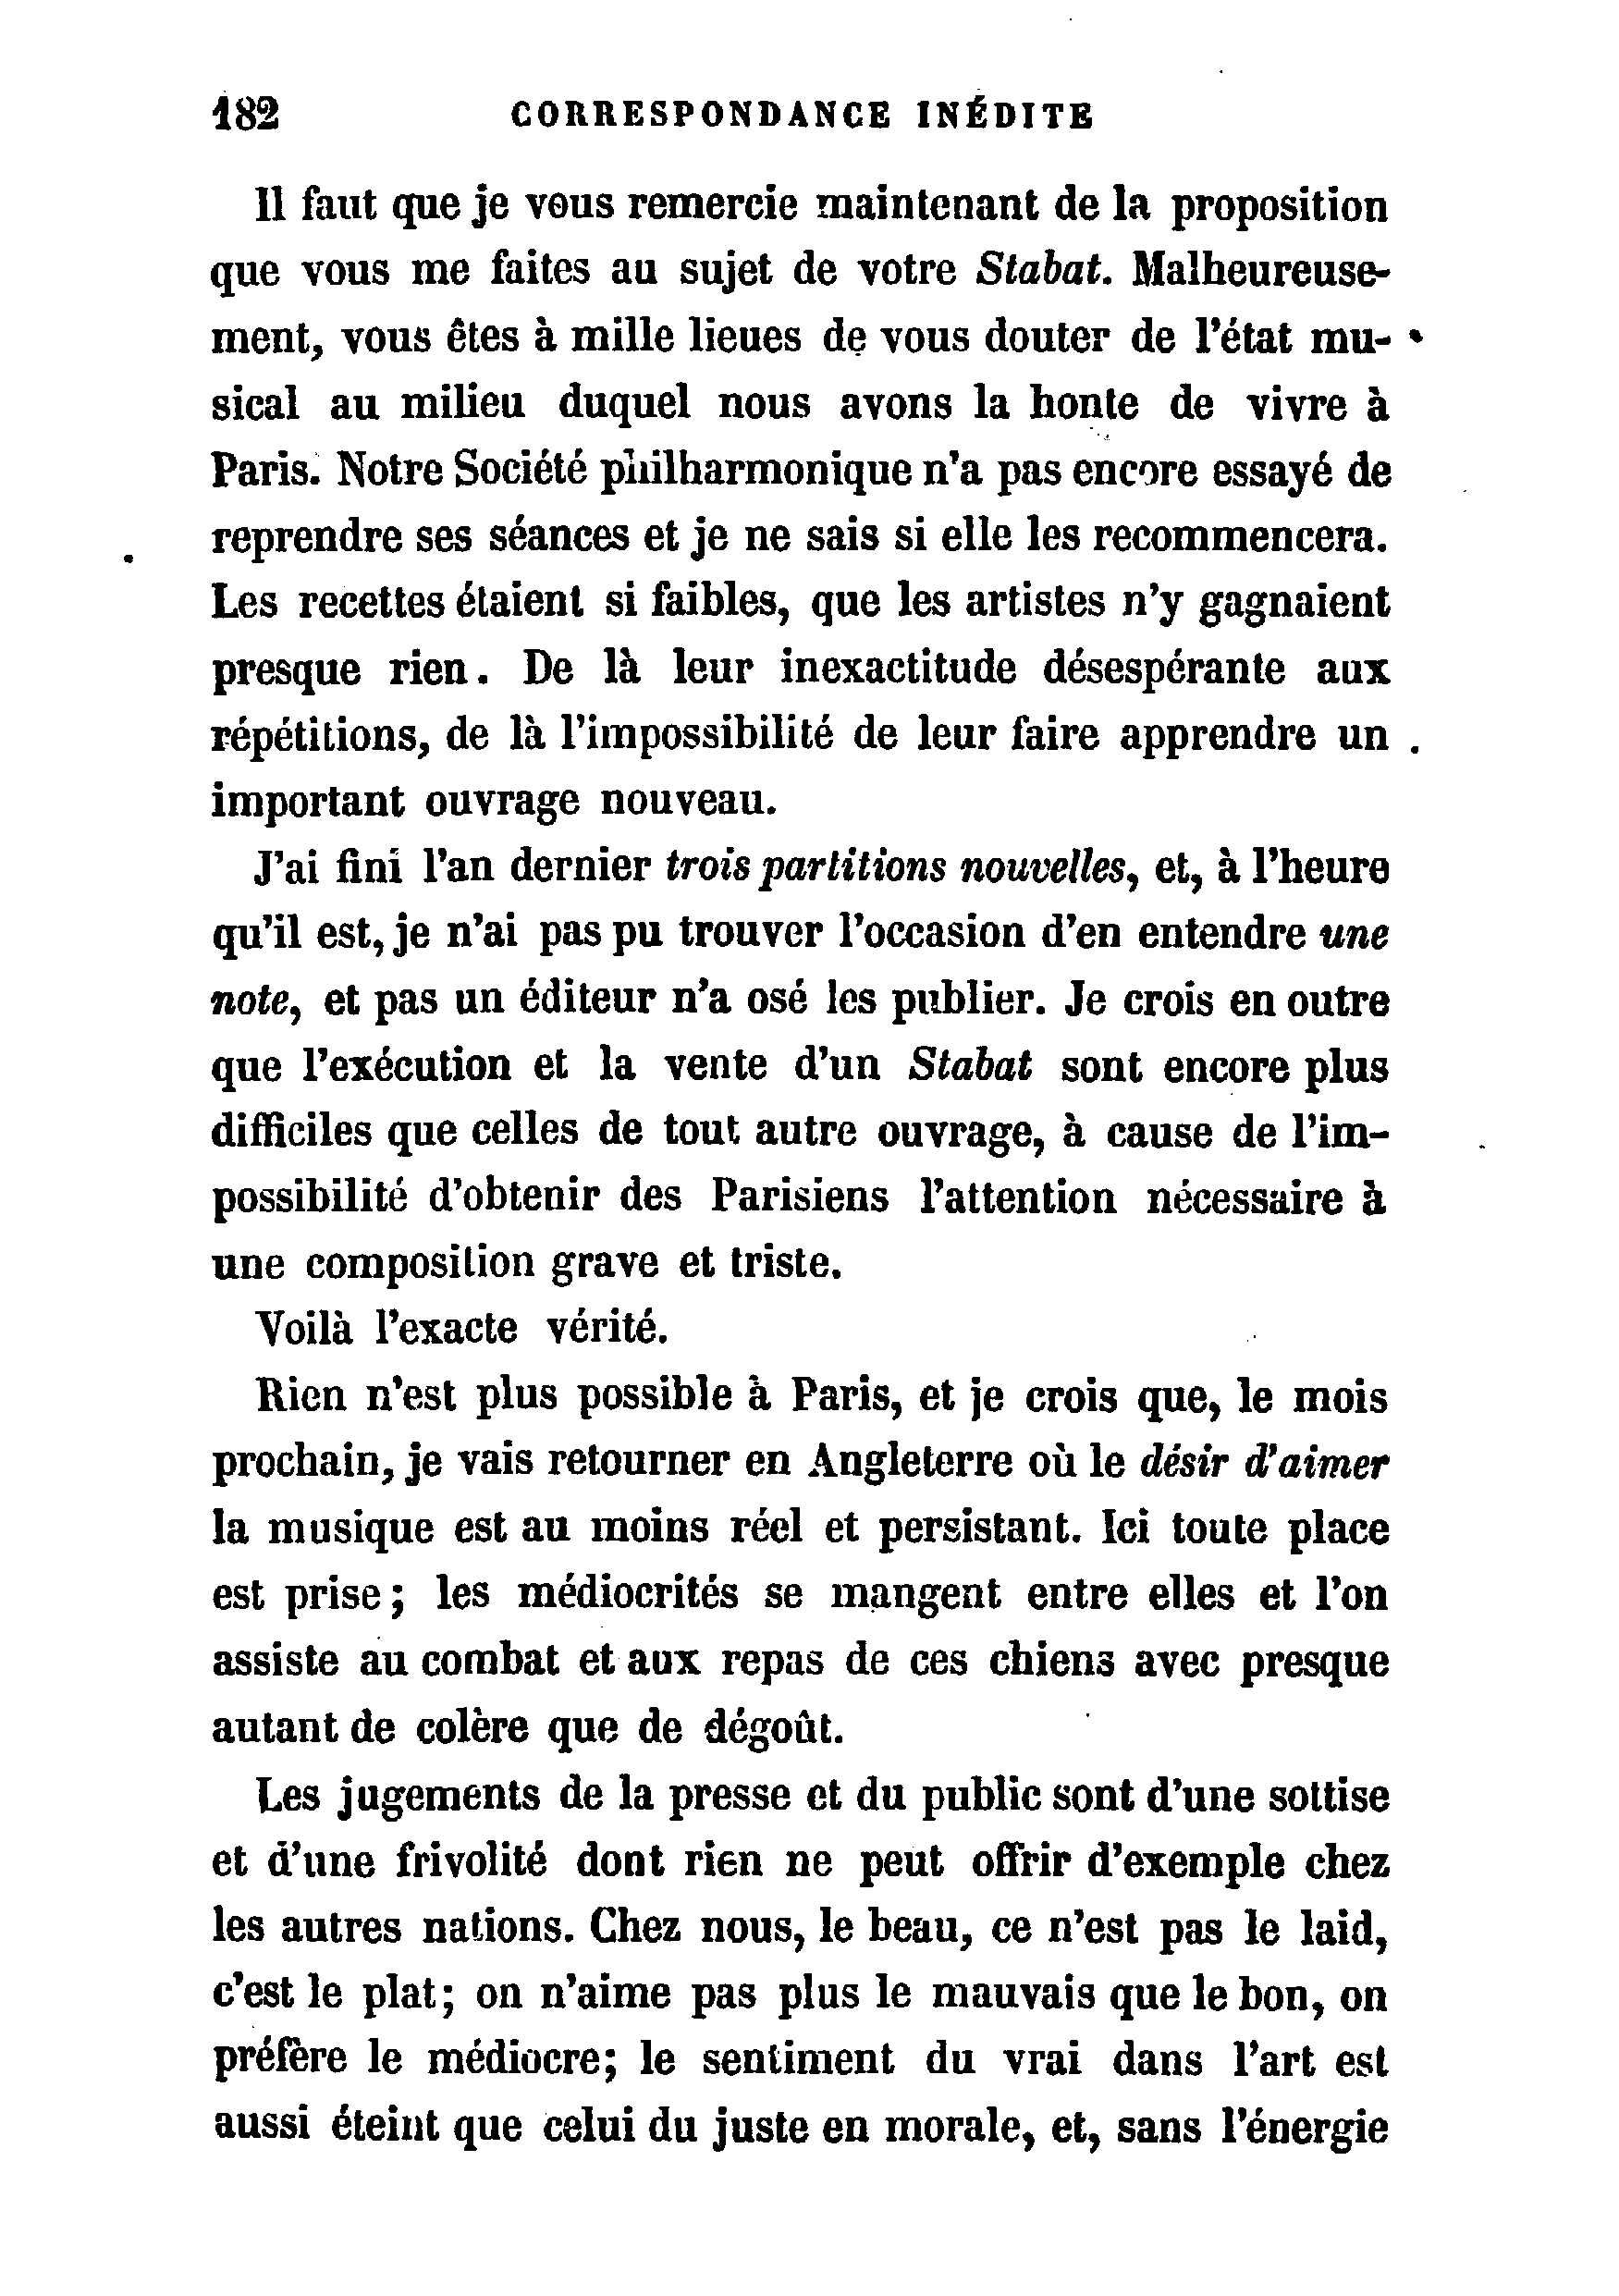 182 CORRESPONDANCE INÉDITE
Il faut que je vous remercie maintenant de la proposition
que vous me faites au sujet de votre Stabat. Malheureuse-
ment, vous êtes à mille lieues de vous douter de l'état mu-
sical au milieu duquel nous avons la honte de vivre à
Paris. Notre Société philharmonique n'a pas encore essayé de
reprendre ses séances et je ne sais si elle les recommencera.
Les recettes étaient si faibles, que les artistes n'y gagnaient
presque rien. De là leur inexactitude désespérante aux
répétitions, de là l'impossibilité de leur faire apprendre un
important ouvrage nouveau.
J'ai fini l'an dernier trois partitions nouvelles, et, à l'heure
qu'il est, je n'ai pas pu trouver l'occasion d'en entendre une
note, et pas un éditeur n'a osé les publier. Je crois en outre
que l'exécution et la vente d'un Stabat sont encore plus
difficiles que celles de tout autre ouvrage, à cause de l'im-
possibilité d'obtenir des Parisiens l'attention nécessaire à
une composition grave et triste.
Voilà l'exacte vérité.
Rien n'est plus possible à Paris, et je crois que, le mois
prochain, je vais retourner en Angleterre où le désir d'aimer
la musique est au moins réel et persistant. Ici toute place
est prise; les médiocrités se mangent entre elles et l'on
assiste au combat et aux repas de ces chiens avec presque
autant de colère que de dégoût.
Les jugements de la presse et du public sont d'une sottise
et d'une frivolité dont rien ne peut offrir d'exemple chez
les autres nations. Chez nous, le beau, ce n'est pas le laid,
c'est le plat; on n'aime pas plus le mauvais que le bon, on
préfère le médiocre; le sentiment du vrai dans l'art est
aussi éteint que celui du juste en morale, et, sans l'énergie